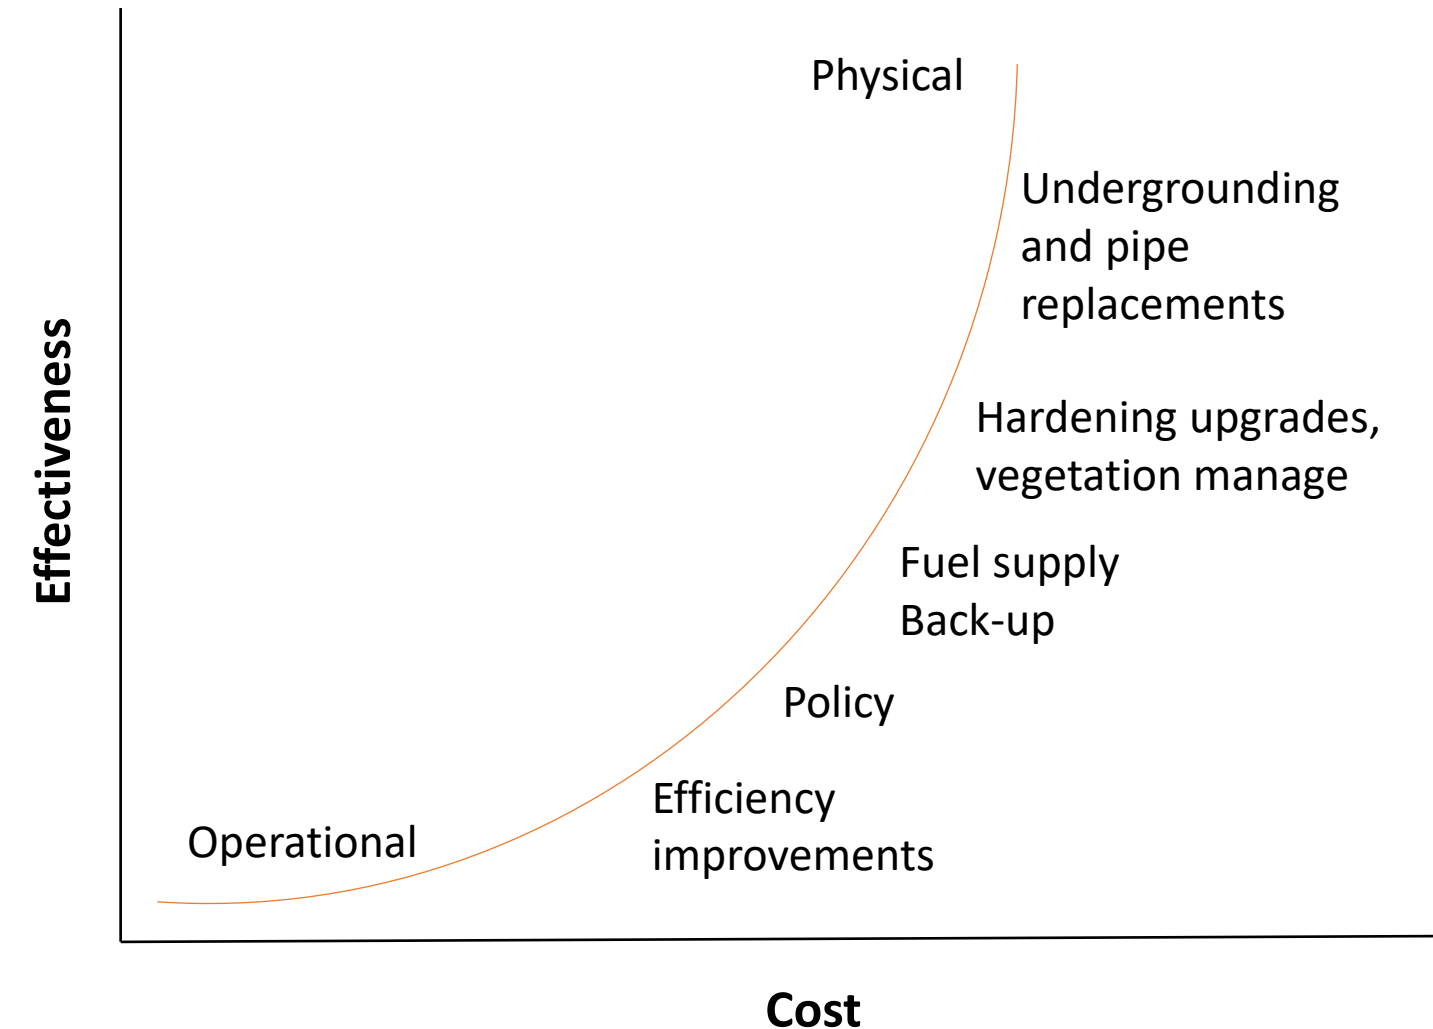 Physical
Undergrounding
and pipe
replacements
Hardening upgrades,
vegetation manage
Effectiveness
Fuel supply
Back-up
Policy
Efficiency
improvements
Operational
Cost